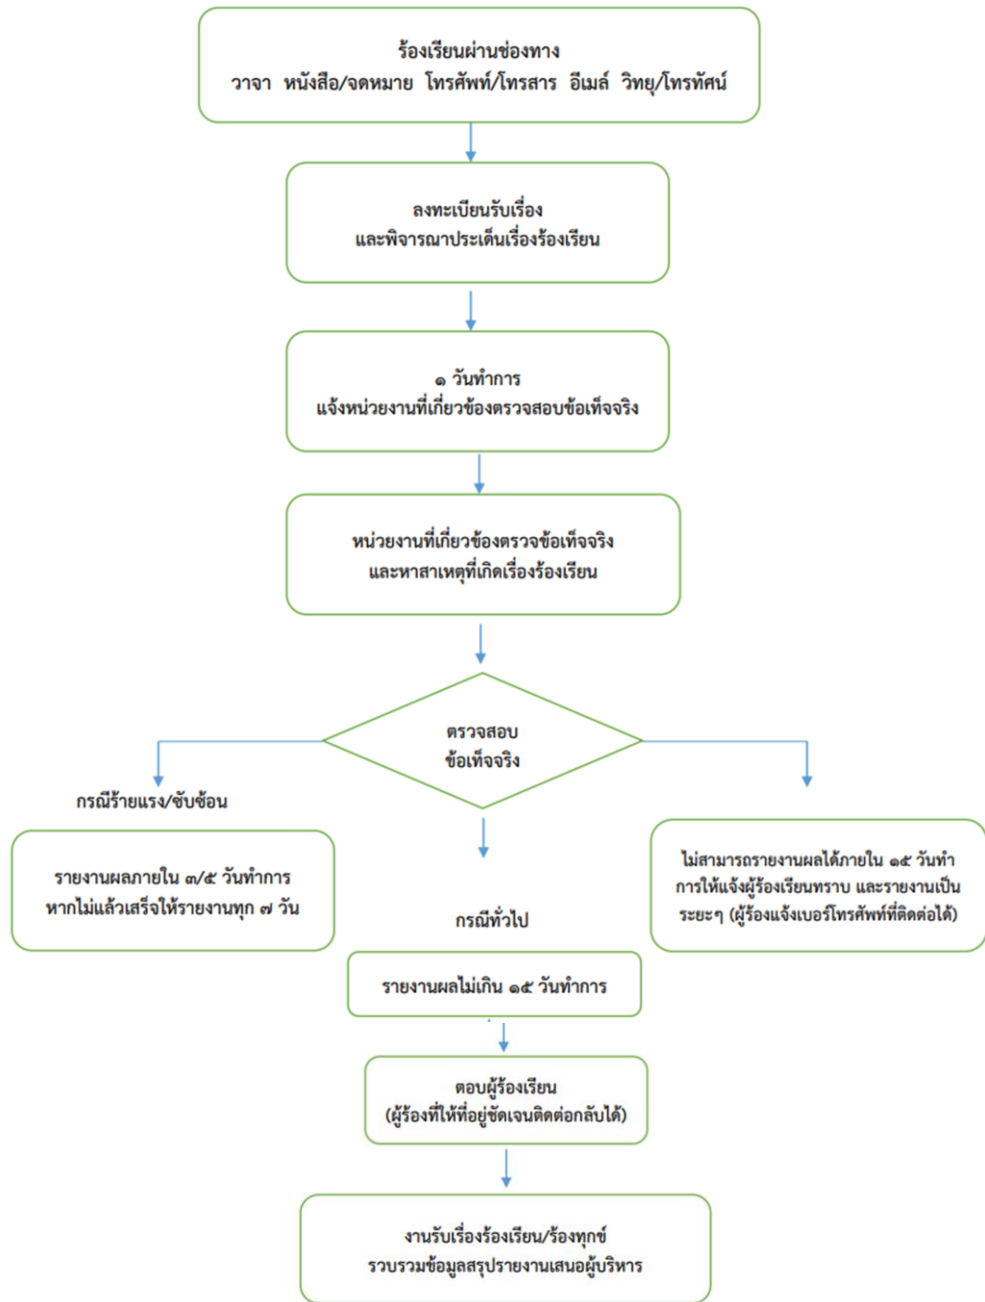 ร้องเรียนผ่านช่องทาง
วาจา หนังสือ/จดหมาย โทรศัพท์/โทรสาร อีเมล์ วิทยุ/โทรทัศน์
ลงทะเบียนรับเรื่อง
และพิจารณาประเด็นเรื่องร้องเรียน
๑ วันทำการ
แจ้งหน่วยงานที่เกี่ยวข้องตรวจสอบข้อเท็จจริง
หน่วยงานที่เกี่ยวข้องตรวจข้อเท็จจริง
และหาสาเหตุที่เกิดเรื่องร้องเรียน
ตรวจสอบ
ข้อเท็จจริง
กรณีร้ายแรง/ซับซ้อน
รายงานผลภายใน ๓/๕ วันทำการ
หากไม่แล้วเสร็จให้รายงานทุก ๗ วัน
ไม่สามารถรายงานผลได้ภายใน ๑๕ วันทำ
การให้แจ้งผู้ร้องเรียนทราบ และรายงานเป็น
ระยะๆ (ผู้ร้องแจ้งเบอร์โทรศัพท์ที่ติดต่อได้)
กรณีทั่วไป
รายงานผลไม่เกิน ๑๕ วันทำการ
ตอบผู้ร้องเรียน
(ผู้ร้องที่ให้ที่อยู่ชัดเจนติดต่อกลับได้)
งานรับเรื่องร้องเรียน/ร้องทุกข์
รวบรวมข้อมูลสรุปรายงานเสนอผู้บริหาร